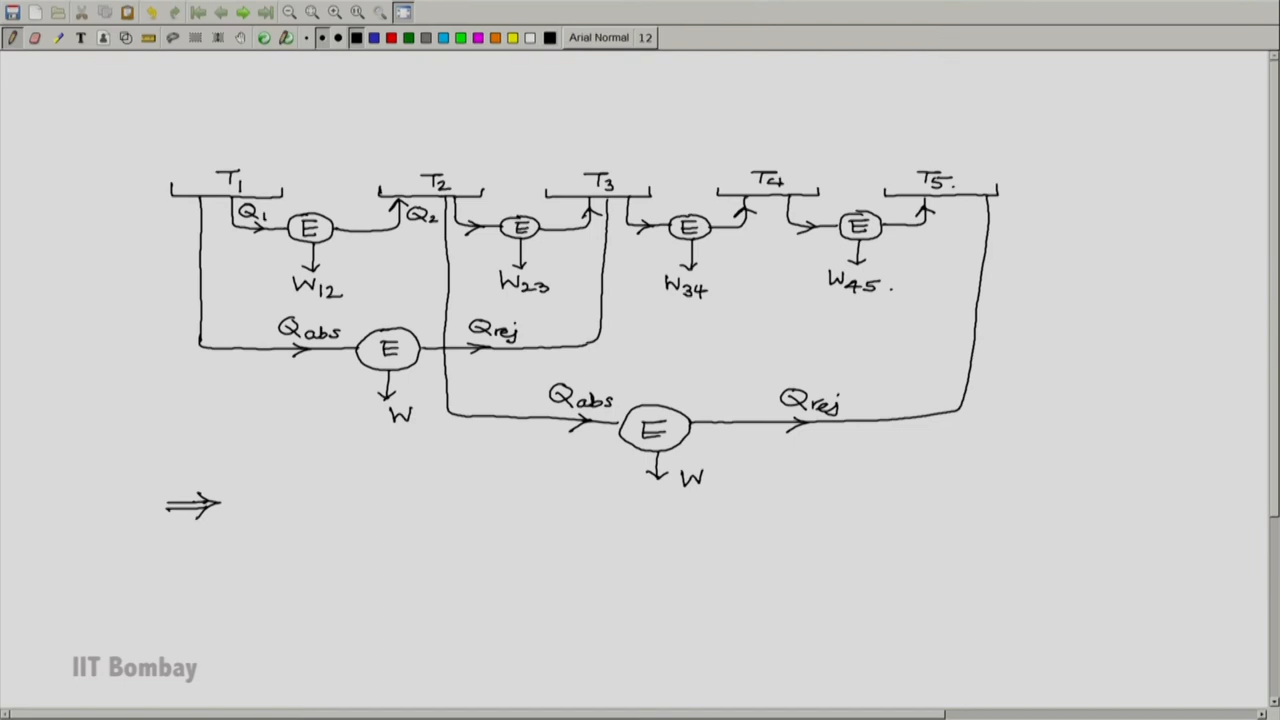 Arial Normal 12
T1 T2 T3 T4 T5.
Q1 E Q2 E E E
W12 W23 W34 W45.
Qabs E Qrej
W
Qabs E Qrej
W
⇒
IIT Bombay